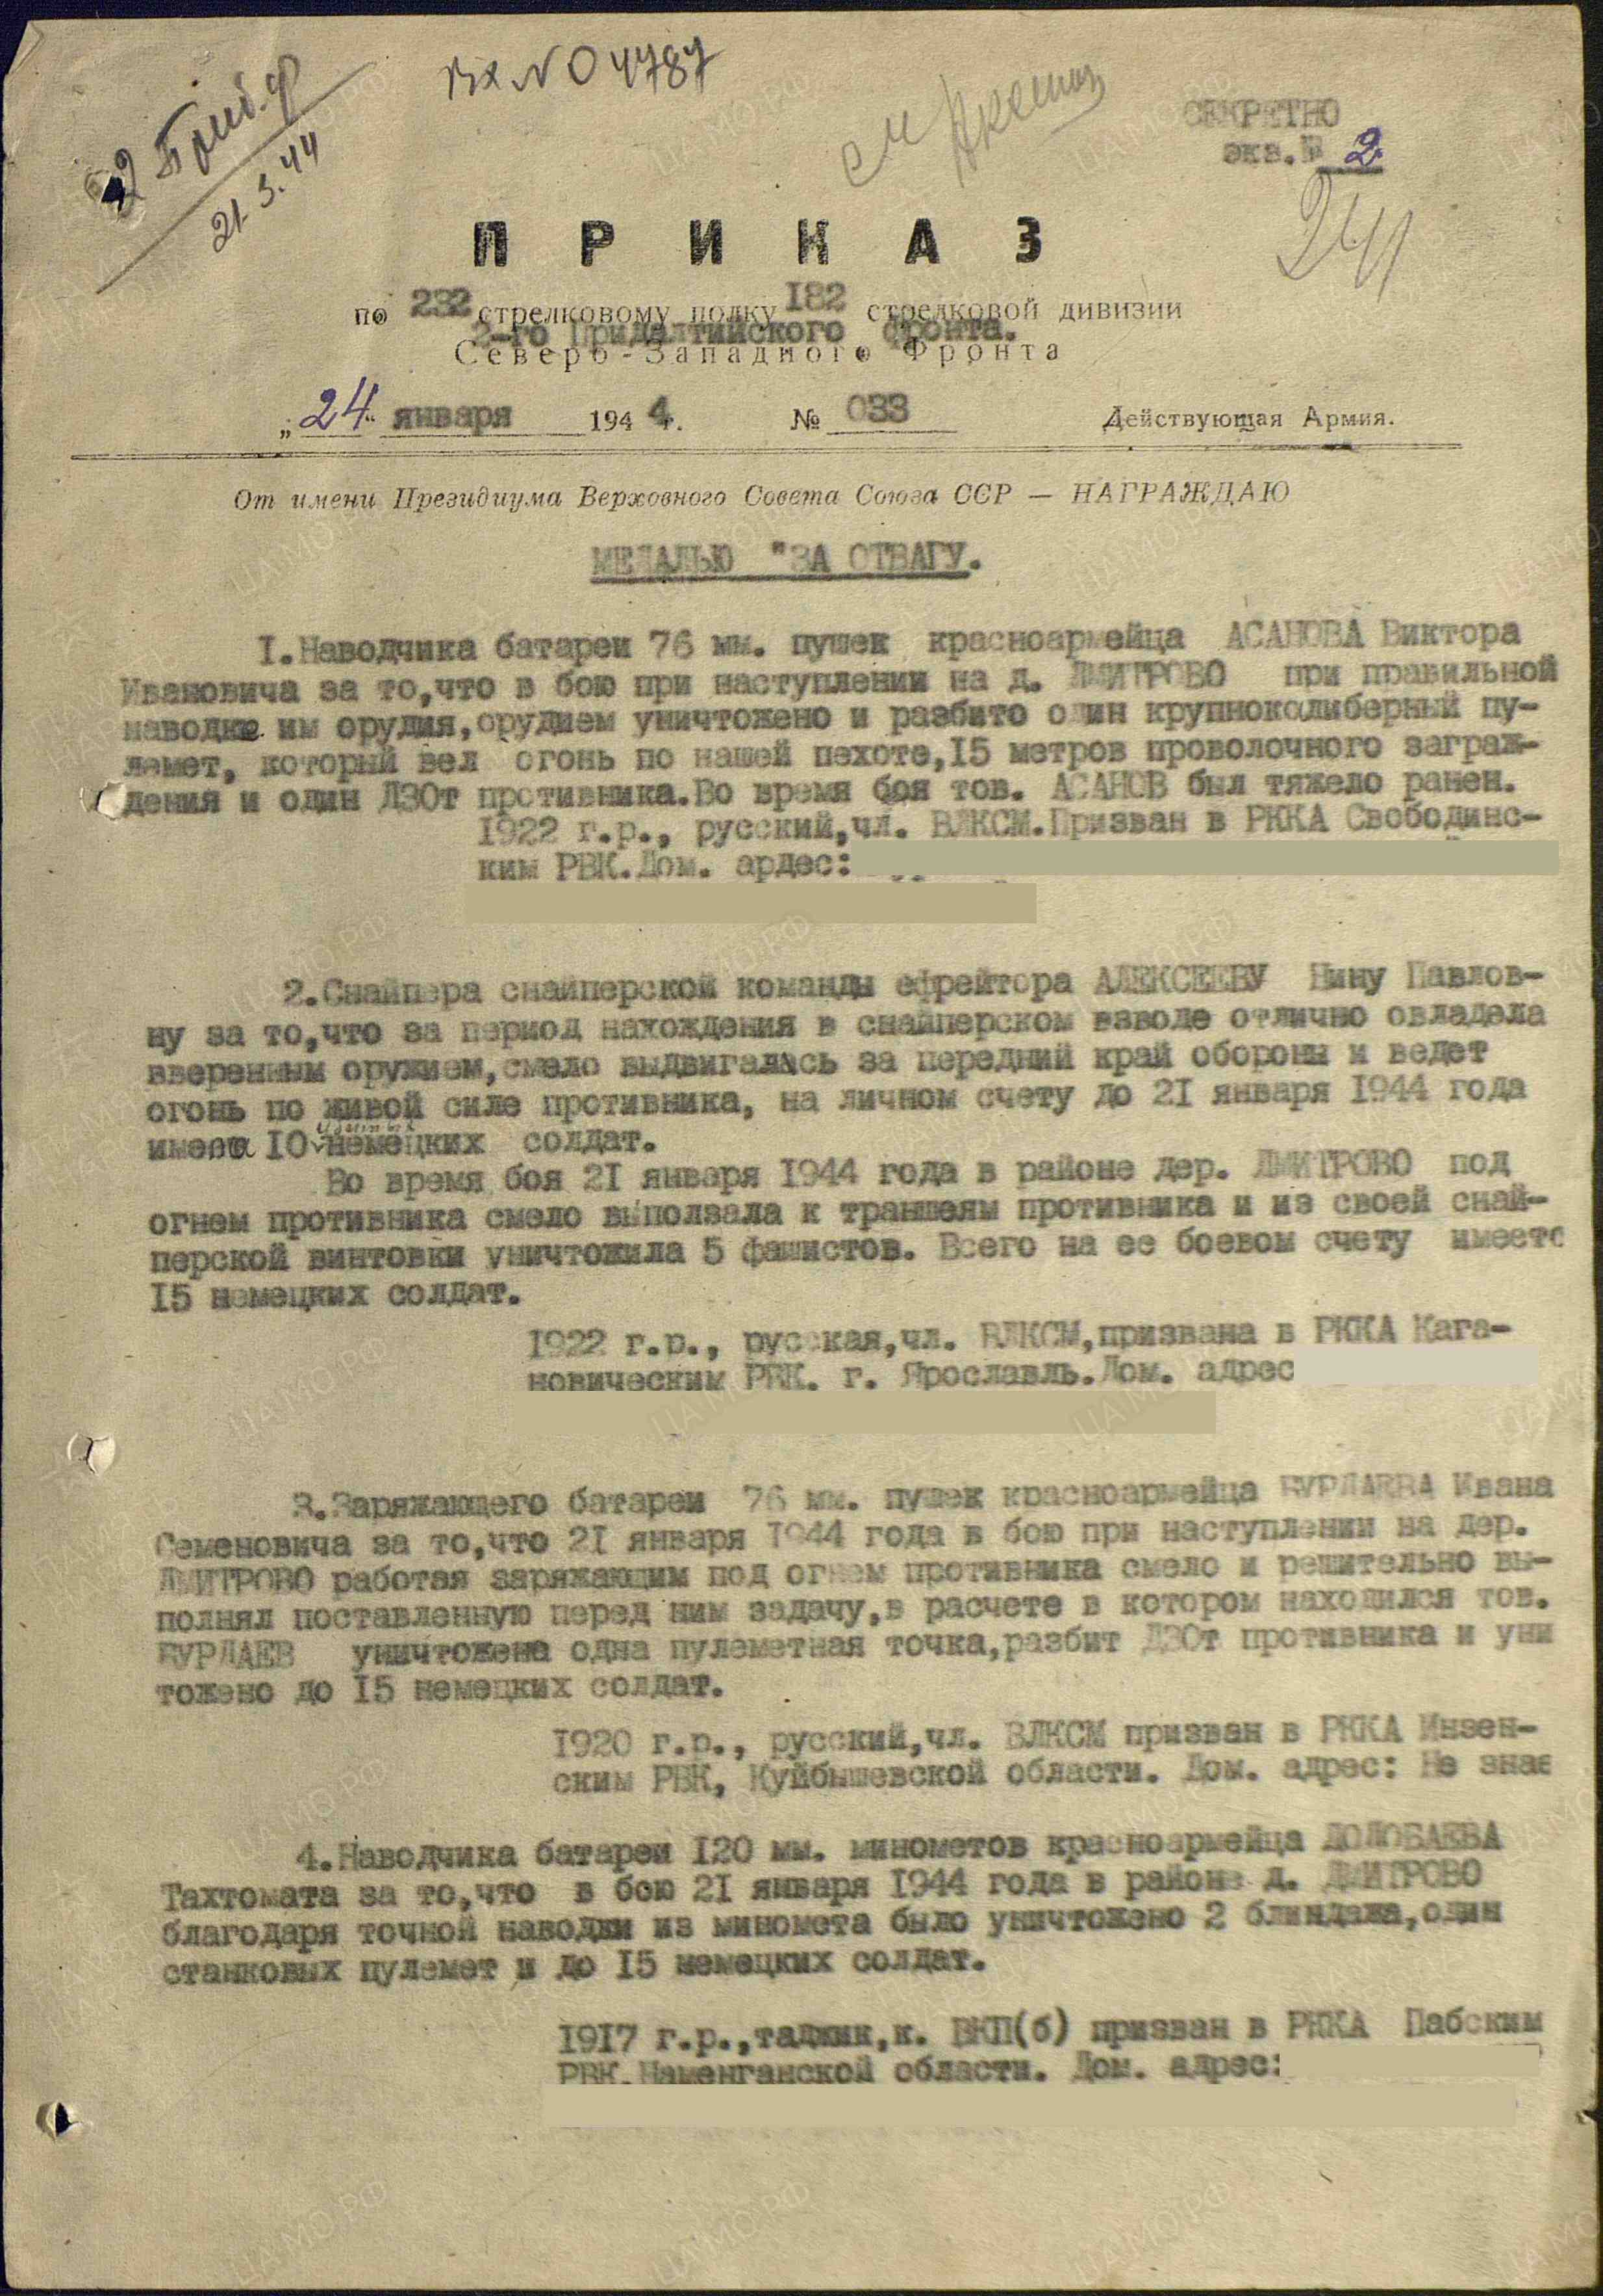 Вх N 04787
21.3.44
СЕКРЕТНО
экз.№ 2
241
ПРИКАЗ
по 232 стрелковому полку 182 стрелковой дивизии
2-го Прибалтийского фронта.
Северо-Западного Фронта
„24“ января 1944. № 033 Действующая Армия.
От имени Президиума Верховного Совета Союза ССР — НАГРАЖДАЮ
МЕДАЛЬЮ "ЗА ОТВАГУ.
1.Наводчика батареи 76 мм. пушек красноармейца АСАНОВА Виктора
Ивановича за то,что в бою при наступлении на д. ДМИТРОВО при правильной
наводке им орудия,орудием уничтожено и разбито один крупнокалиберный пу-
лемет, который вел огонь по нашей пехоте,15 метров проволочного заграж-
дения и один ДЗОт противника.Во время боя тов. АСАНОВ был тяжело ранен.
1922 г.р., русский,чл. ВЛКСМ.Призван в РККА Свободинс-
ким РВК.Дом. ардес:
2.Снайпера снайперской команды ефрейтора АЛЕКСЕЕВУ Нину Павлов-
ну за то,что за период нахождения в снайперском взводе отлично овладела
вверенным оружием,смело выдвигалась за передний край обороны и ведет
огонь по живой силе противника, на личном счету до 21 января 1944 года
имела 10 убитых немецких солдат.
Во время боя 21 января 1944 года в районе дер. ДМИТРОВО под
огнем противника смело выползала к траншеям противника и из своей снай-
перской винтовки уничтожила 5 фашистов. Всего на ее боевом счету имеетс
15 немецких солдат.
1922 г.р., русская,чл. ВЛКСМ,призвана в РККА Кага-
новическим РВК. г. Ярославль.Дом. адрес
3.Заряжающего батареи 76 мм. пушек красноармейца БУРЛАЕВА Ивана
Семеновича за то,что 21 января 1944 года в бою при наступлении на дер.
ДМИТРОВО работая заряжающим под огнем противника смело и решительно вы-
полнял поставленную перед ним задачу,в расчете в котором находился тов.
БУРЛАЕВ уничтожена одна пулеметная точка,разбит ДЗОт противника и уни
тожено до 15 немецких солдат.
1920 г.р., русский,чл. ВЛКСМ призван в РККА Инзен-
ским РВК, Куйбышевской области. Дом. адрес: Не знае
4.Наводчика батареи 120 мм. минометов красноармейца ДОЛОБАЕВА
Тахтомата за то,что в бою 21 января 1944 года в районе д. ДМИТРОВО
благодаря точной наводки из миномета было уничтожено 2 блиндажа,один
станковых пулемет и до 15 немецких солдат.
1917 г.р.,таджик,к. ВКП(б) призван в РККА Пабским
РВК.Наменганской области. Дом. адрес: